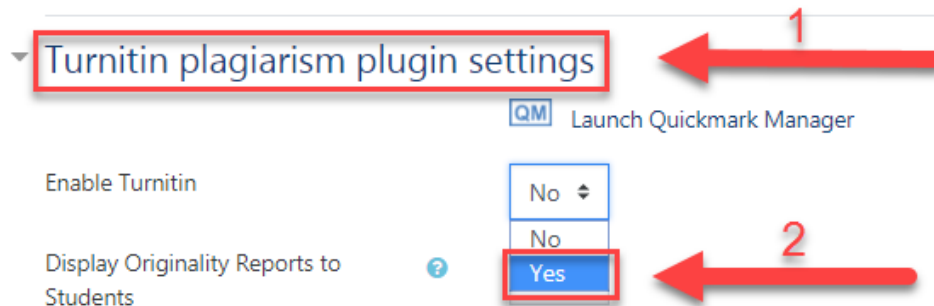 1
Turnitin plagiarism plugin settings
QM Launch Quickmark Manager
Enable Turnitin
No
No
Yes
2
Display Originality Reports to
Students